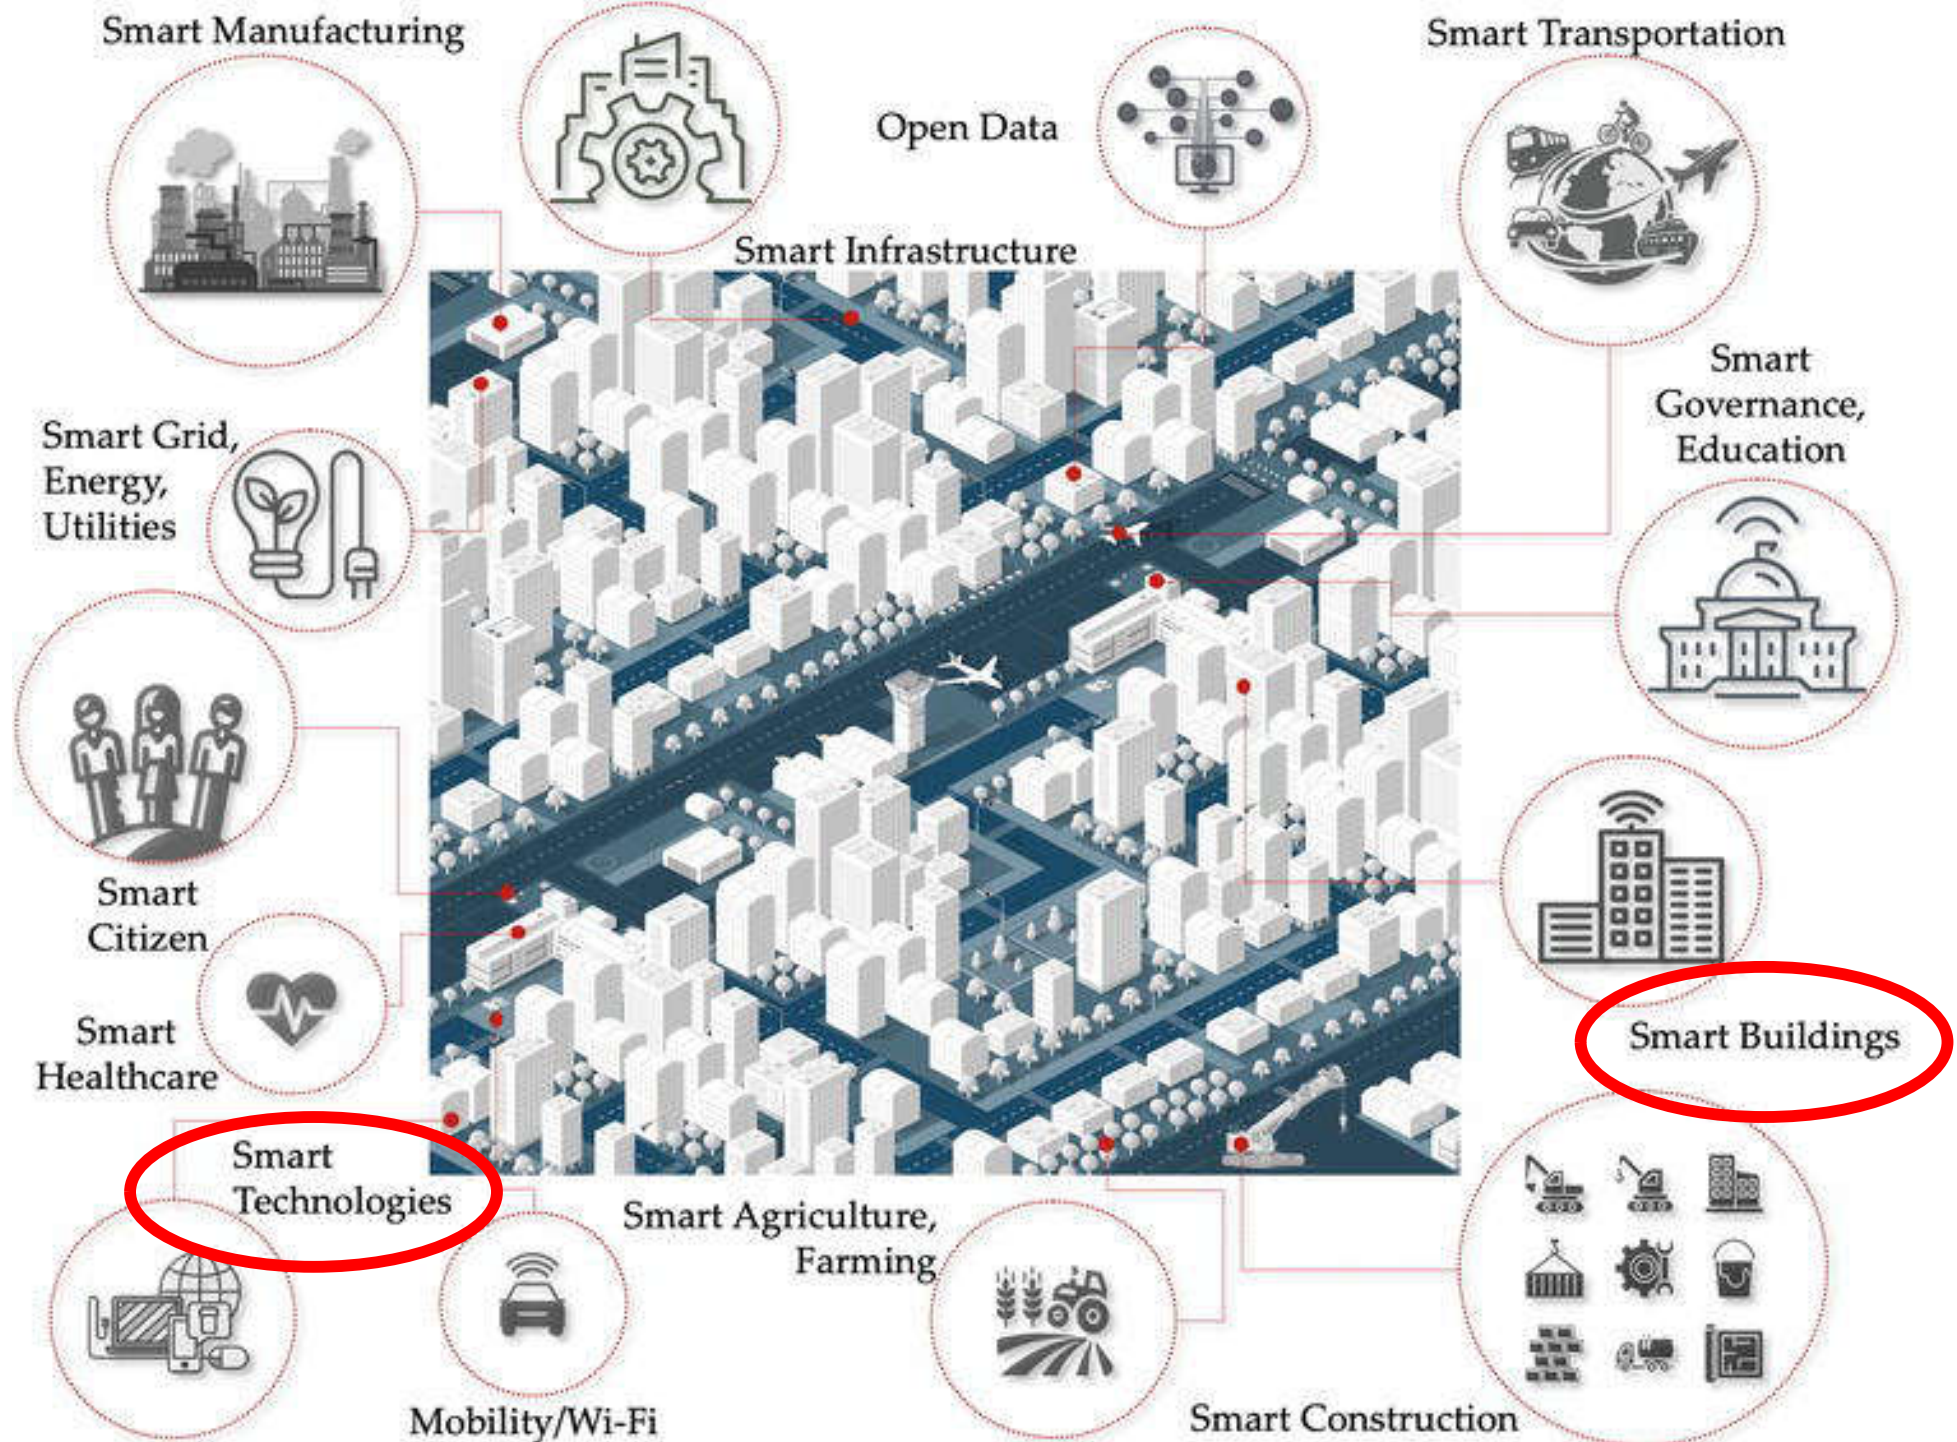 Smart Manufacturing
Smart Transportation
Open Data
Smart Infrastructure
Smart
Governance,
Education
Smart Grid,
Energy,
Utilities
Smart
Citizen
Smart
Healthcare
Smart Buildings
Smart
Technologies
Smart Agriculture,
Farming
Mobility/Wi-Fi
Smart Construction